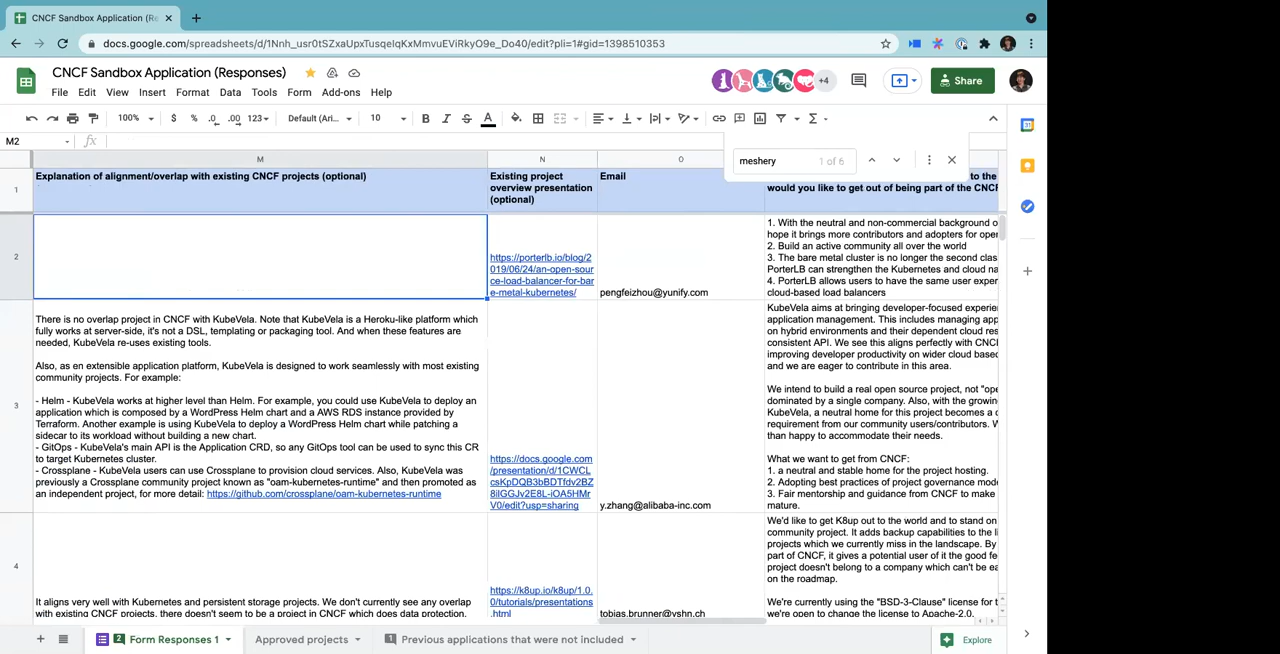 CNCF Sandbox Application (Re
docs.google.com/spreadsheets/d/1Nnh_usr0tSZxaUpxTusqelqKxMmvuEViRkyO9e_Do40/edit?pli=1#gid=1398510353
CNCF Sandbox Application (Responses)
+4
Share
File Edit View Insert Format Data Tools Form Add-ons Help
100% $ % .0 .00 123 Default (Ari... 10 B I S A
M2 fx
meshery 1 of 6
M N O
1
Explanation of alignment/overlap with existing CNCF projects (optional)
Existing project
overview presentation
(optional)
Email
to the
would you like to get out of being part of the CNCF
2
https://porterlb.io/blog/2
019/06/24/an-open-sour
ce-load-balancer-for-bar
e-metal-kubernetes/
pengfeizhou@yunify.com
1. With the neutral and non-commercial background o
hope it brings more contributors and adopters for open
2. Build an active community all over the world
3. The bare metal cluster is no longer the second clas
PorterLB can strengthen the Kubernetes and cloud na
4. PorterLB allows users to have the same user exper
cloud-based load balancers
3
There is no overlap project in CNCF with KubeVela. Note that KubeVela is a Heroku-like platform which
fully works at server-side, it's not a DSL, templating or packaging tool. And when these features are
needed, KubeVela re-uses existing tools.
Also, as en extensible application platform, KubeVela is designed to work seamlessly with most existing
community projects. For example:
- Helm - KubeVela works at higher level than Helm. For example, you could use KubeVela to deploy an
application which is composed by a WordPress Helm chart and a AWS RDS instance provided by
Terraform. Another example is using KubeVela to deploy a WordPress Helm chart while patching a
sidecar to its workload without building a new chart.
- GitOps - KubeVela's main API is the Application CRD, so any GitOps tool can be used to sync this CR
to target Kubernetes cluster.
- Crossplane - KubeVela users can use Crossplane to provision cloud services. Also, KubeVela was
previously a Crossplane community project known as "oam-kubernetes-runtime" and then promoted as
an independent project, for more detail: https://github.com/crossplane/oam-kubernetes-runtime
https://docs.google.com
/presentation/d/1CWCL
csKpDQB3bBDTfdv2BZ
8ilGGJv2E8L-iOA5HMr
V0/edit?usp=sharing
y.zhang@alibaba-inc.com
KubeVela aims at bringing developer-focused experie
application management. This includes managing app
on hybrid environments and their dependent cloud res
consistent API. We see this aligns perfectly with CNC
improving developer productivity on wider cloud based
and we are eager to contribute in this area.
We intend to build a real open source project, not "ope
dominated by a single company. Also, with the growing
KubeVela, a neutral home for this project becomes a c
requirement from our community users/contributors. W
than happy to accommodate their needs.
What we want to get from CNCF:
1. a neutral and stable home for the project hosting.
2. Adopting best practices of project governance mode
3. Fair mentorship and guidance from CNCF to make
mature.
4
It aligns very well with Kubernetes and persistent storage projects. We don't currently see any overlap
with existing CNCF projects, there doesn't seem to be a project in CNCF which does data protection.
https://k8up.io/k8up/1.0.
0/tutorials/presentations
.html
tobias.brunner@vshn.ch
We'd like to get K8up out to the world and to stand on
community project. It adds backup capabilities to the li
projects which we currently miss in the landscape. By
part of CNCF, it gives a potential user of it the good fe
project doesn't belong to a company which can't be ea
on the roadmap.
We're currently using the "BSD-3-Clause" license for t
we're open to change the license to Apache-2.0.
2 Form Responses 1 Approved projects 1 Previous applications that were not included Explore